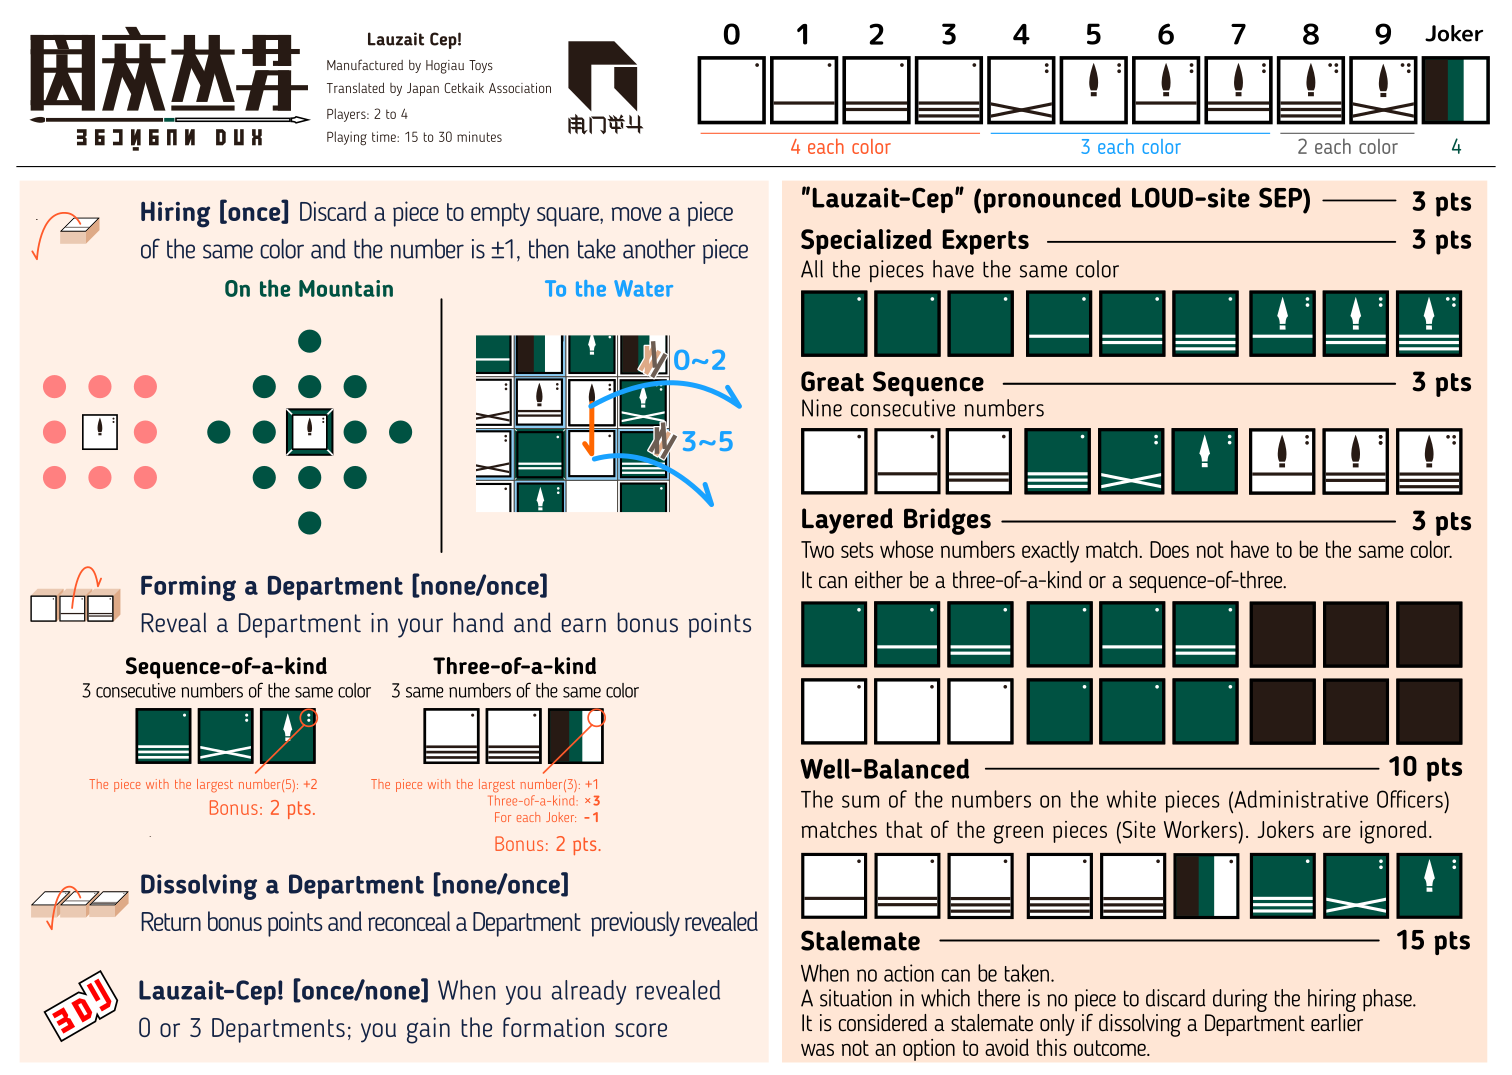 Lauzait Cep!
Manufactured by Hogiau Toys
Translated by Japan Cetkaik Association
Players: 2 to 4
Playing time: 15 to 30 minutes
0 1 2 3 4 5 6 7 8 9 Joker
4 each color 3 each color 2 each color 4
Hiring [once] Discard a piece to empty square, move a piece
of the same color and the number is ±1, then take another piece
On the Mountain
To the Water
0~2
3~5
Forming a Department [none/once]
Reveal a Department in your hand and earn bonus points
Sequence-of-a-kind
3 consecutive numbers of the same color
The piece with the largest number(5): +2
Bonus: 2 pts.
Three-of-a-kind
3 same numbers of the same color
The piece with the largest number(3): +1
Three-of-a-kind: ×3
For each Joker: -1
Bonus: 2 pts.
Dissolving a Department [none/once]
Return bonus points and reconceal a Department previously revealed
Lauzait-Cep! [once/none] When you already revealed
0 or 3 Departments; you gain the formation score
"Lauzait-Cep" (pronounced LOUD-site SEP) 3 pts
Specialized Experts 3 pts
All the pieces have the same color
Great Sequence 3 pts
Nine consecutive numbers
Layered Bridges 3 pts
Two sets whose numbers exactly match. Does not have to be the same color.
It can either be a three-of-a-kind or a sequence-of-three.
Well-Balanced 10 pts
The sum of the numbers on the white pieces (Administrative Officers)
matches that of the green pieces (Site Workers). Jokers are ignored.
Stalemate 15 pts
When no action can be taken.
A situation in which there is no piece to discard during the hiring phase.
It is considered a stalemate only if dissolving a Department earlier
was not an option to avoid this outcome.